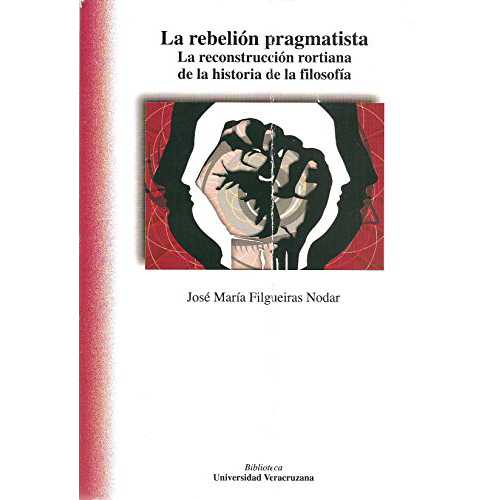 La rebelión pragmatista
La reconstrucción rortiana
de la historia de la filosofía
José María Filgueiras Nodar
Biblioteca
Universidad Veracruzana